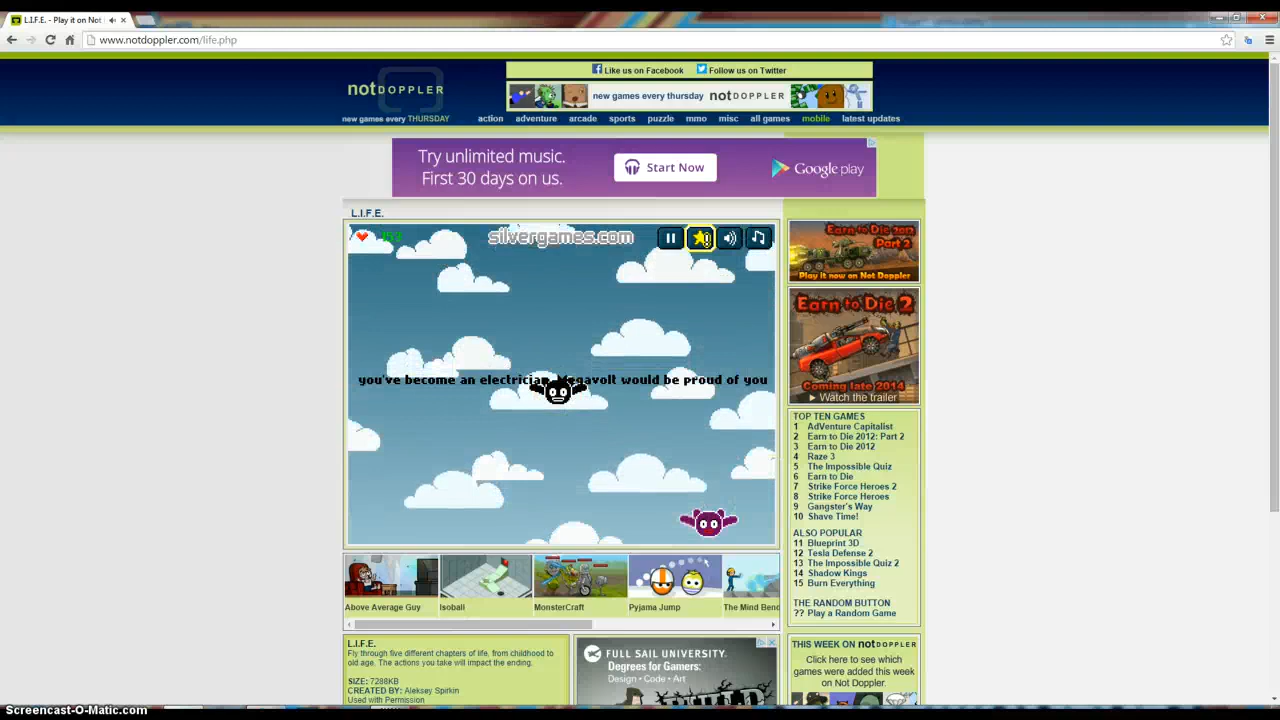 L.I.F.E. - Play it on Not
www.notdoppler.com/life.php
Like us on Facebook
Follow us on Twitter
notDOPPLER
new games every THURSDAY
new games every thursday notDOPPLER
action adventure arcade sports puzzle mmo misc all games mobile latest updates
Try unlimited music.
First 30 days on us.
Start Now
Google play
L.I.F.E.
silvergames.com
you've become an electrician, Megavolt would be proud of you
Earn to Die 2012
Part 2
Play it now on Not Doppler
Earn to Die 2
Coming late 2014
Watch the trailer
TOP TEN GAMES
1 AdVenture Capitalist
2 Earn to Die 2012: Part 2
3 Earn to Die 2012
4 Raze 3
5 The Impossible Quiz
6 Earn to Die
7 Strike Force Heroes 2
8 Strike Force Heroes
9 Gangster's Way
10 Shave Time!
ALSO POPULAR
11 Blueprint 3D
12 Tesla Defense 2
13 The Impossible Quiz 2
14 Shadow Kings
15 Burn Everything
THE RANDOM BUTTON
?? Play a Random Game
Above Average Guy
Isoball
MonsterCraft
Pyjama Jump
The Mind Bend
L.I.F.E.
Fly through five different chapters of life, from childhood to
old age. The actions you take will impact the ending.
SIZE: 7288KB
CREATED BY: Aleksey Spirkin
Used with Permission
FULL SAIL UNIVERSITY.
Degrees for Gamers:
Design • Code • Art
THIS WEEK ON notDOPPLER
Click here to see which
games were added this week
on Not Doppler.
Screencast-O-Matic.com